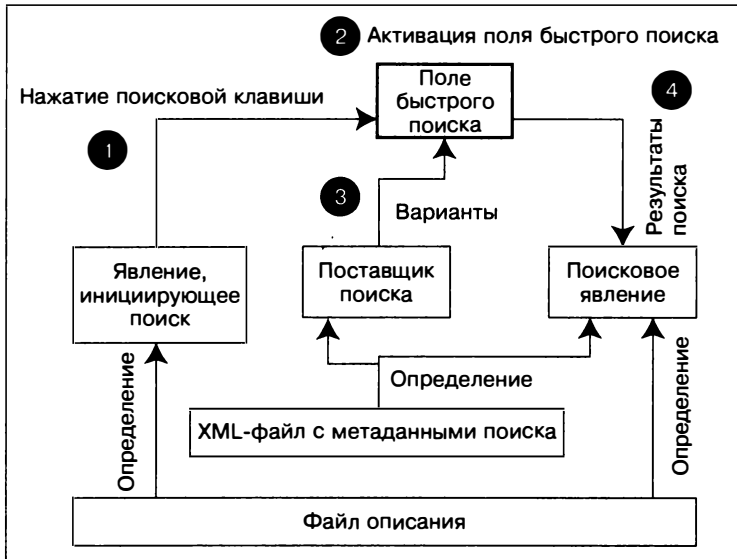 2 Активация поля быстрого поиска
Нажатие поисковой клавиши
Поле
быстрого
поиска
4
1
Результаты
поиска
3
Варианты
Явление,
инициирующее
поиск
Поставщик
поиска
Поисковое
явление
Определение
Определение
Определение
XML-файл с метаданными поиска
Файл описания